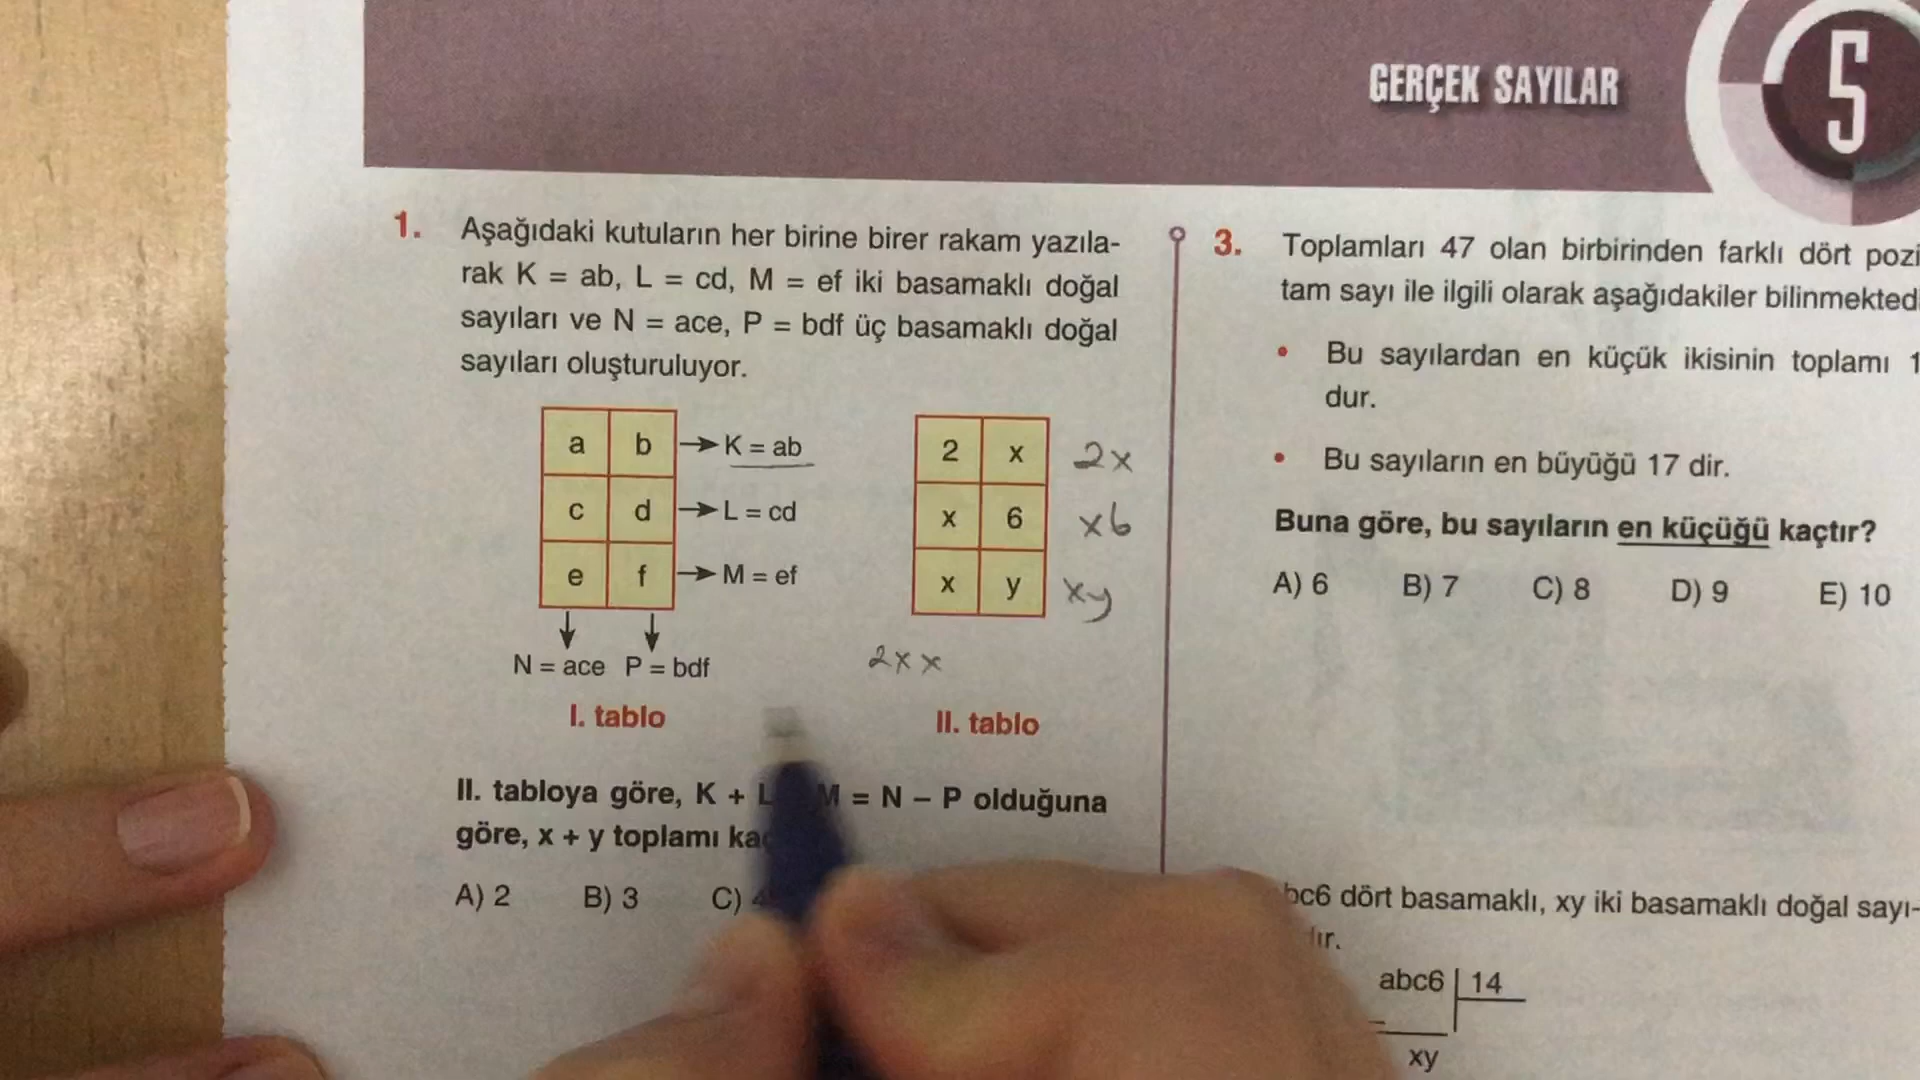 GERÇEK SAYILAR
5
1. Aşağıdaki kutuların her birine birer rakam yazıla-
rak K = ab, L = cd, M = ef iki basamaklı doğal
sayıları ve N = ace, P = bdf üç basamaklı doğal
sayıları oluşturuluyor.
a b K = ab
c d L = cd
e f M = ef
N = ace P = bdf
I. tablo
2 x 2x
x 6 x6
x y xy
2xx
II. tablo
II. tabloya göre, K + L M = N – P olduğuna
göre, x + y toplamı
A) 2 B) 3 C) 4
3. Toplamları 47 olan birbirinden farklı dört
tam sayı ile ilgili olarak aşağıdakiler
• Bu sayılardan en küçük ikisinin toplamı
dur.
• Bu sayıların en büyüğü 17 dir.
Buna göre, bu sayıların en küçüğü kaçtır?
A) 6 B) 7 C) 8 D) 9 E) 10
bc6 dört basamaklı, xy iki basamaklı doğal sayı-
abc6 14
xy